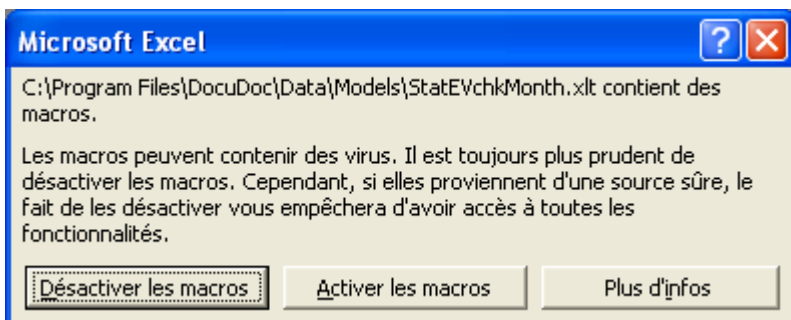 Microsoft Excel
C:\Program Files\DocuDoc\Data\Models\StatEVchkMonth.xlt contient des
macros.
Les macros peuvent contenir des virus. Il est toujours plus prudent de
désactiver les macros. Cependant, si elles proviennent d'une source sûre, le
fait de les désactiver vous empêchera d'avoir accès à toutes les
fonctionnalités.
Désactiver les macros
Activer les macros
Plus d'infos